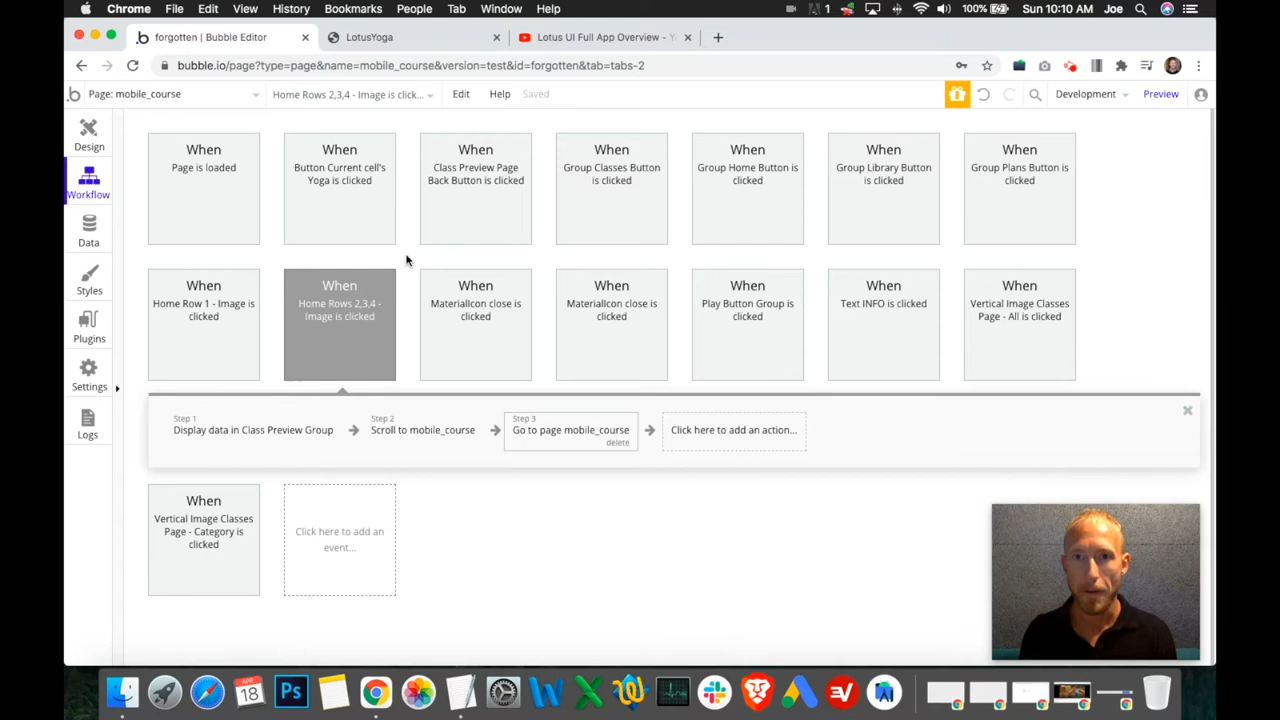 Chrome File Edit View History Bookmarks People Tab Window Help 1 100% Sun 10:10 AM Joe
forgotten | Bubble Editor LotusYoga Lotus UI Full App Overview - Y
bubble.io/page?type=page&name=mobile_course&version=test&id=forgotten&tab=tabs-2
b Page: mobile_course Home Rows 2,3,4 - Image is click... Edit Help Saved Development Preview
Design
Workflow
Data
Styles
Plugins
Settings
Logs
When
Page is loaded
When
Button Current cell's
Yoga is clicked
When
Class Preview Page
Back Button is clicked
When
Group Classes Button
is clicked
When
Group Home Button is
clicked
When
Group Library Button
is clicked
When
Group Plans Button is
clicked
When
Home Row 1 - Image is
clicked
When
Home Rows 2,3,4 -
Image is clicked
When
MaterialIcon close is
clicked
When
MaterialIcon close is
clicked
When
Play Button Group is
clicked
When
Text INFO is clicked
When
Vertical Image Classes
Page - All is clicked
Step 1
Display data in Class Preview Group
Step 2
Scroll to mobile_course
Step 3
Go to page mobile_course
delete
Click here to add an action...
When
Vertical Image Classes
Page - Category is
clicked
Click here to add an
event...
APR
18
Ps
W
X
EV